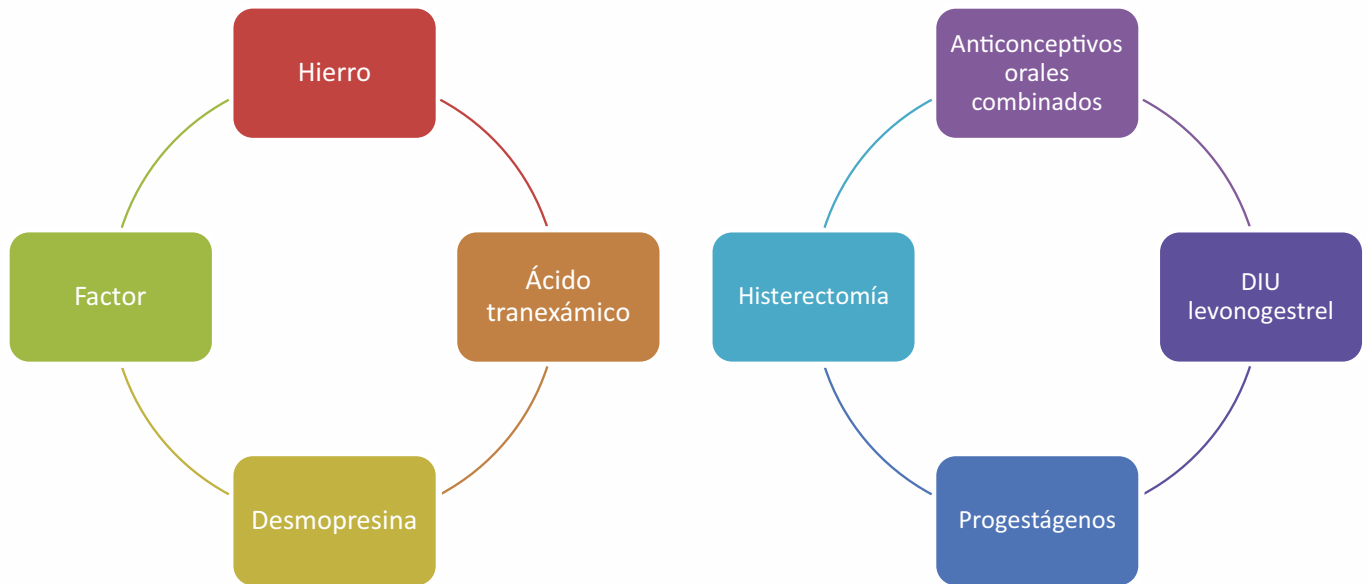 Hierro
Ácido
tranexámico
Desmopresina
Factor
Anticonceptivos
orales
combinados
DIU
levonogestrel
Progestágenos
Histerectomía